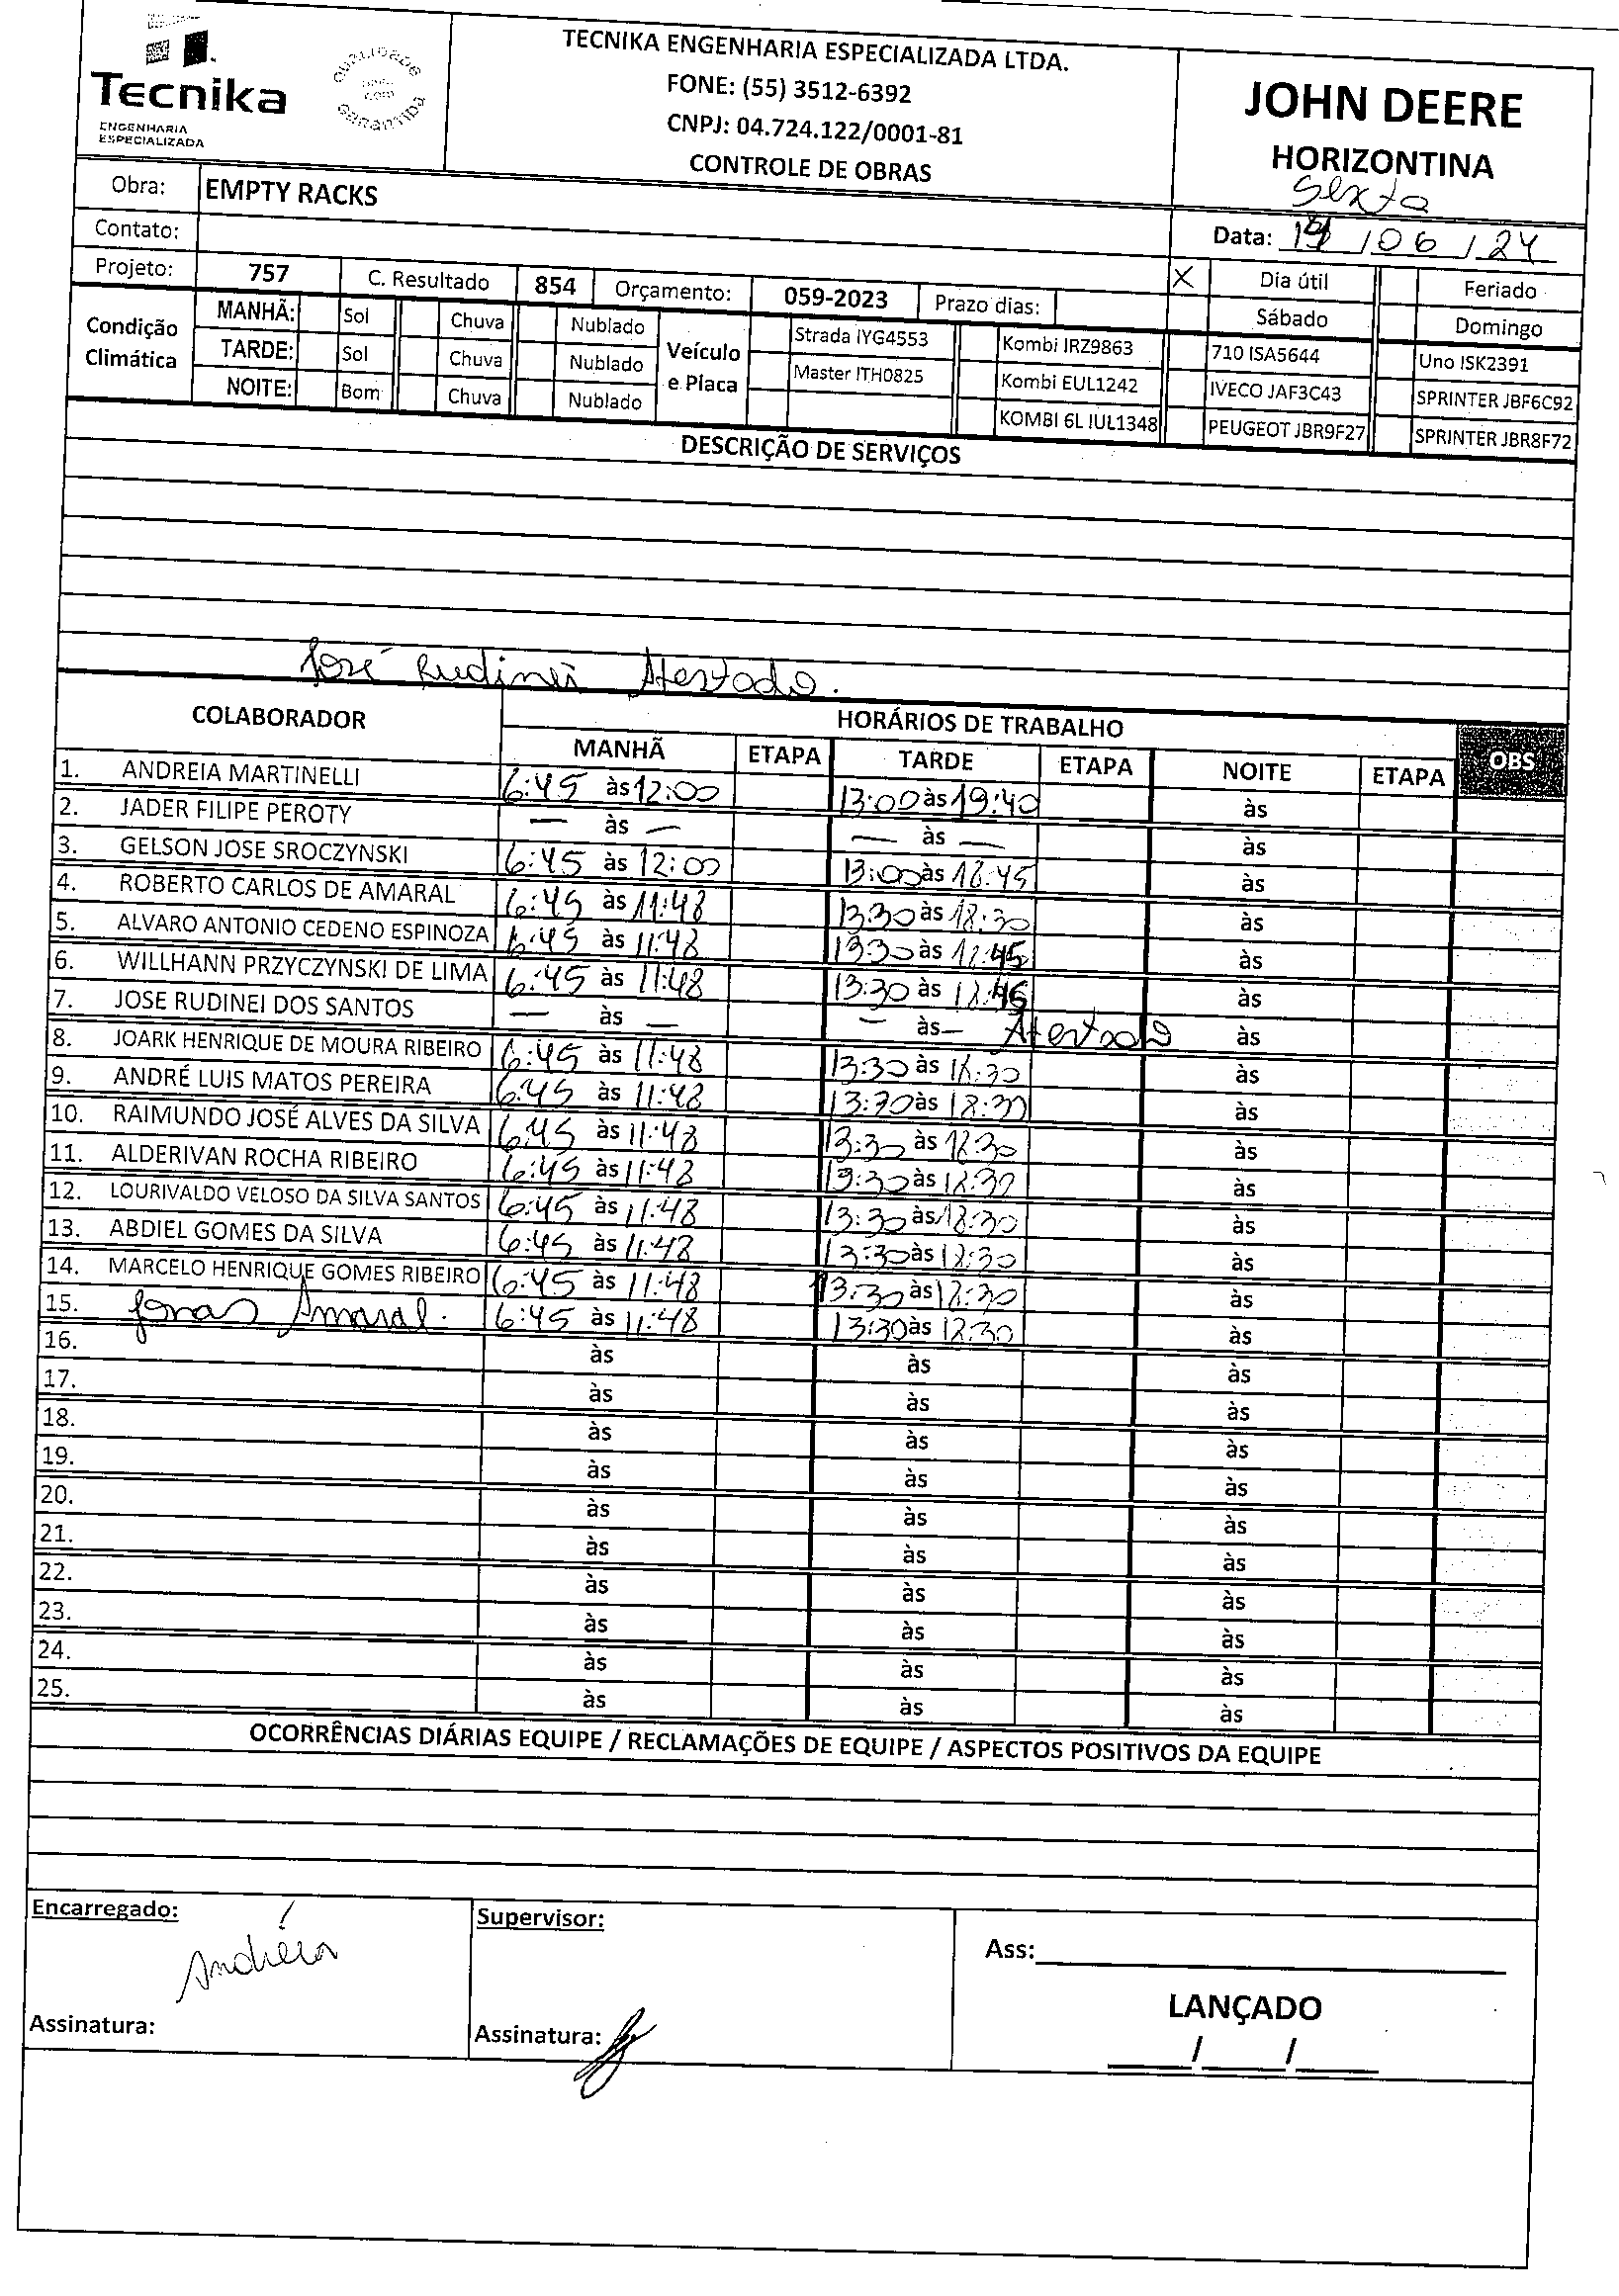 Tecnika
ENGENHARIA
ESPECIALIZADA
QUALIDADE
COM
GARANTIDA
TECNIKA ENGENHARIA ESPECIALIZADA LTDA.
FONE: (55) 3512-6392
CNPJ: 04.724.122/0001-81
CONTROLE DE OBRAS
JOHN DEERE
HORIZONTINA
Sexta
Obra: EMPTY RACKS
Contato:
Data: /06/24
Projeto: 757 C. Resultado 854 Orçamento: 059-2023 Prazo dias: X Dia útil Feriado
Sábado Domingo
Condição Climática
MANHÃ: Sol Chuva Nublado
TARDE: Sol Chuva Nublado
NOITE: Bom Chuva Nublado
Veículo e Placa
Strada IYG4553 Kombi IRZ9863 710 ISA5644 Uno ISK2391
Master ITH0825 Kombi EUL1242 IVECO JAF3C43 SPRINTER JBF6C92
KOMBI 6L IUL1348 PEUGEOT JBR9F27 SPRINTER JBR8F72
DESCRIÇÃO DE SERVIÇOS
José Rudinei Atestado.
COLABORADOR HORÁRIOS DE TRABALHO OBS
MANHÃ ETAPA TARDE ETAPA NOITE ETAPA
1. ANDREIA MARTINELLI 6:45 às 12:00 13:00 às 19:40 às
2. JADER FILIPE PEROTY — às — — às — às
3. GELSON JOSE SROCZYNSKI 6:45 às 12:00 13:00 às 18:45 às
4. ROBERTO CARLOS DE AMARAL 6:45 às 11:48 13:30 às 18:30 às
5. ALVARO ANTONIO CEDENO ESPINOZA 6:45 às 11:48 13:30 às 18:45 às
6. WILLHANN PRZYCZYNSKI DE LIMA 6:45 às 11:48 13:30 às 18:45 às
7. JOSE RUDINEI DOS SANTOS — às — — às — Atestado às
8. JOARK HENRIQUE DE MOURA RIBEIRO 6:45 às 11:48 13:30 às 18:30 às
9. ANDRÉ LUIS MATOS PEREIRA 6:45 às 11:48 13:30 às 18:30 às
10. RAIMUNDO JOSÉ ALVES DA SILVA 6:45 às 11:48 13:30 às 18:30 às
11. ALDERIVAN ROCHA RIBEIRO 6:45 às 11:48 13:30 às 18:30 às
12. LOURIVALDO VELOSO DA SILVA SANTOS 6:45 às 11:48 13:30 às 18:30 às
13. ABDIEL GOMES DA SILVA 6:45 às 11:48 13:30 às 18:30 às
14. MARCELO HENRIQUE GOMES RIBEIRO 6:45 às 11:48 13:30 às 18:30 às
15. Jonas Amaral. 6:45 às 11:48 13:30 às 18:30 às
16. às às às
17. às às às
18. às às às
19. às às às
20. às às às
21. às às às
22. às às às
23. às às às
24. às às às
25. às às às
OCORRÊNCIAS DIÁRIAS EQUIPE / RECLAMAÇÕES DE EQUIPE / ASPECTOS POSITIVOS DA EQUIPE
Encarregado: Supervisor:
Andréia
Ass:
LANÇADO
Assinatura: Assinatura:
/ /